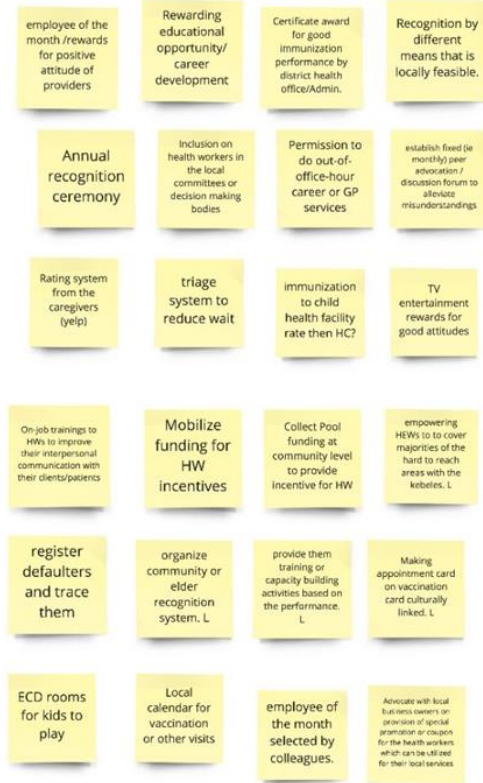 employee of the
month /rewards
for positive
attitude of
providers
Rewarding
educational
opportunity/
career
development
Certificate award
for good
immunization
performance by
district health
office/Admin.
Recognition by
different
means that is
locally feasible.
Annual
recognition
ceremony
Inclusion on
health workers in
the local
committees or
decision making
bodies
Permission to
do out-of-
office-hour
career or GP
services
establish fixed (ie
monthly) peer
advocation /
discussion forum to
alleviate
misunderstandings
Rating system
from the
caregivers
(yelp)
triage
system to
reduce wait
immunization
to child
health facility
rate then HC?
TV
entertainment
rewards for
good attitudes
On-job trainings to
HWs to improve
their interpersonal
communication with
their clients/patients
Mobilize
funding for
HW
incentives
Collect Pool
funding at
community level
to provide
incentive for HW
empowering
HEWs to to cover
majorities of the
hard to reach
areas with the
kebeles. L
register
defaulters
and trace
them
organize
community or
elder
recognition
system. L
provide them
training or
capacity building
activities based on
the performance.
L
Making
appointment card
on vaccination
card culturally
linked. L
ECD rooms
for kids to
play
Local
calendar for
vaccination
or other visits
employee of
the month
selected by
colleagues.
Advocate with local
business owners on
provision of special
promotion or coupon
for the health workers
which can be utilized
for their local services